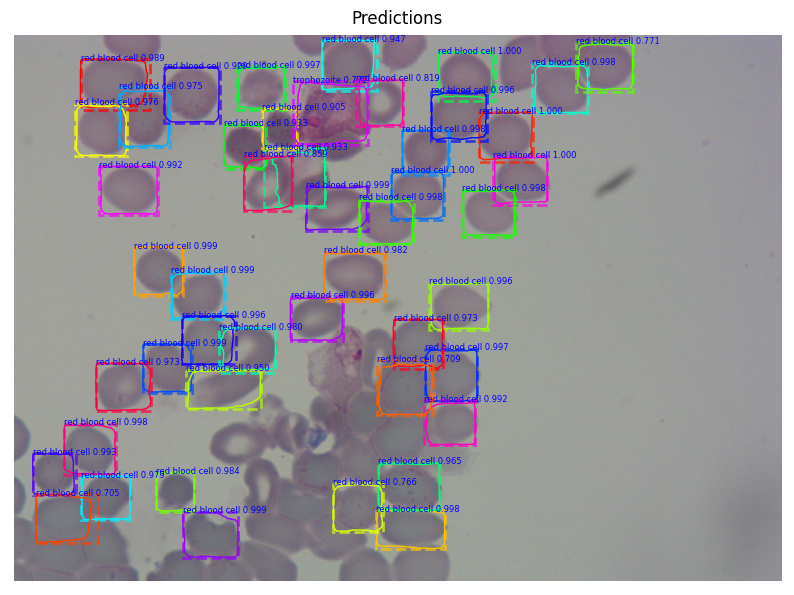 Predictions
red blood cell 0.947
red blood cell 0.771
red blood cell 1.000
red blood cell 0.989
red blood cell 0.997
red blood cell 0.998
red blood cell 0.819
red blood cell 0.975
red blood cell 0.996
red blood cell 0.976
red blood cell 0.905
red blood cell 1.000
red blood cell 0.933
red blood cell 0.998
red blood cell 0.933
red blood cell 0.859
red blood cell 1.000
red blood cell 0.992
red blood cell 1.000
red blood cell 0.999
red blood cell 0.998
red blood cell 0.998
red blood cell 0.999
red blood cell 0.982
red blood cell 0.999
red blood cell 0.996
red blood cell 0.996
red blood cell 0.996
red blood cell 0.973
red blood cell 0.980
red blood cell 0.999
red blood cell 0.997
red blood cell 0.709
red blood cell 0.973
red blood cell 0.950
red blood cell 0.992
red blood cell 0.998
red blood cell 0.993
red blood cell 0.965
red blood cell 0.984
red blood cell 0.766
red blood cell 0.705
red blood cell 0.999
red blood cell 0.998